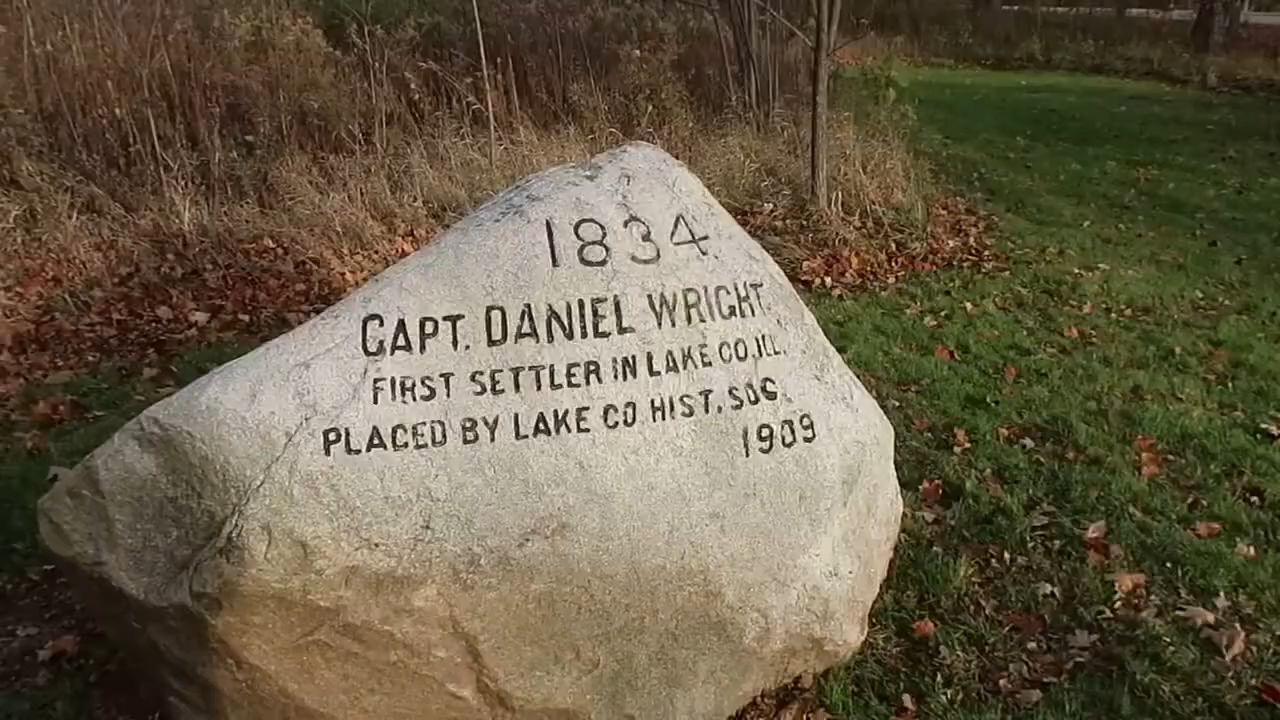 1834
CAPT. DANIEL WRIGHT
FIRST SETTLER IN LAKE CO. ILL.
PLACED BY LAKE CO HIST. SOC.
1909